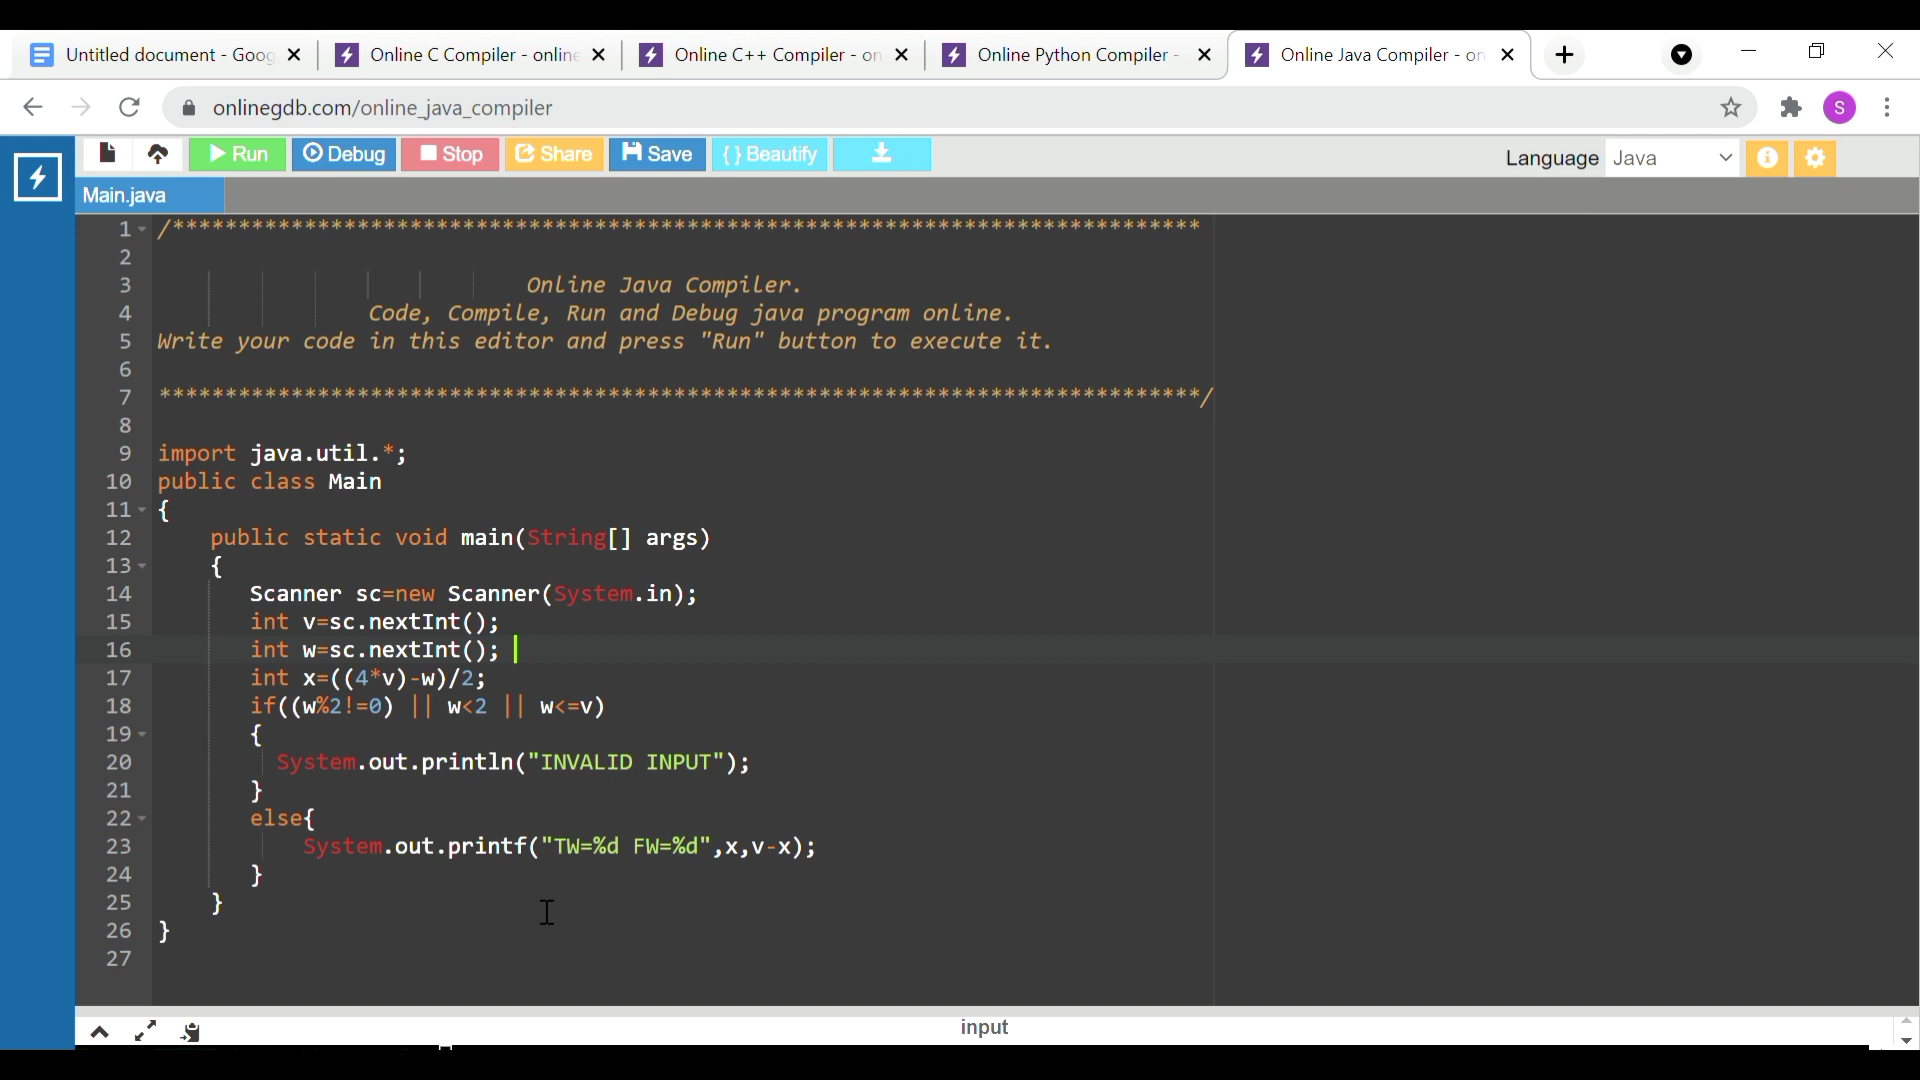 Untitled document - Goog
Online C Compiler - online
Online C++ Compiler - on
Online Python Compiler -
Online Java Compiler - on
onlinegdb.com/online_java_compiler
S
Run Debug Stop Share Save { } Beautify
Language Java
Main.java
1 /******************************************************************************
2
3 Online Java Compiler.
4 Code, Compile, Run and Debug java program online.
5 Write your code in this editor and press "Run" button to execute it.
6
7 *******************************************************************************/
8
9 import java.util.*;
10 public class Main
11 {
12 public static void main(String[] args)
13 {
14 Scanner sc=new Scanner(System.in);
15 int v=sc.nextInt();
16 int w=sc.nextInt();
17 int x=((4*v)-w)/2;
18 if((w%2!=0) || w<2 || w<=v)
19 {
20 System.out.println("INVALID INPUT");
21 }
22 else{
23 System.out.printf("TW=%d FW=%d",x,v-x);
24 }
25 }
26 }
27
input